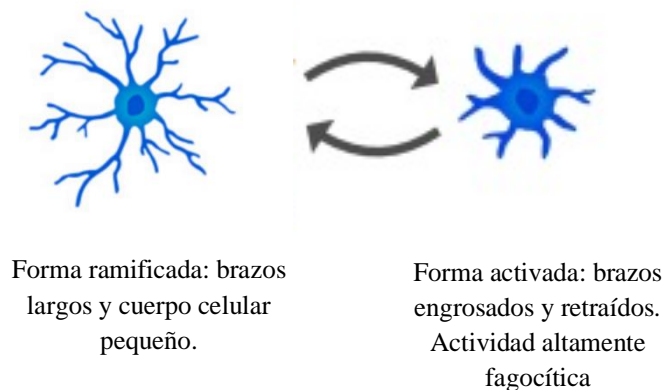 Forma ramificada: brazos
largos y cuerpo celular
pequeño.
Forma activada: brazos
engrosados y retraídos.
Actividad altamente
fagocítica